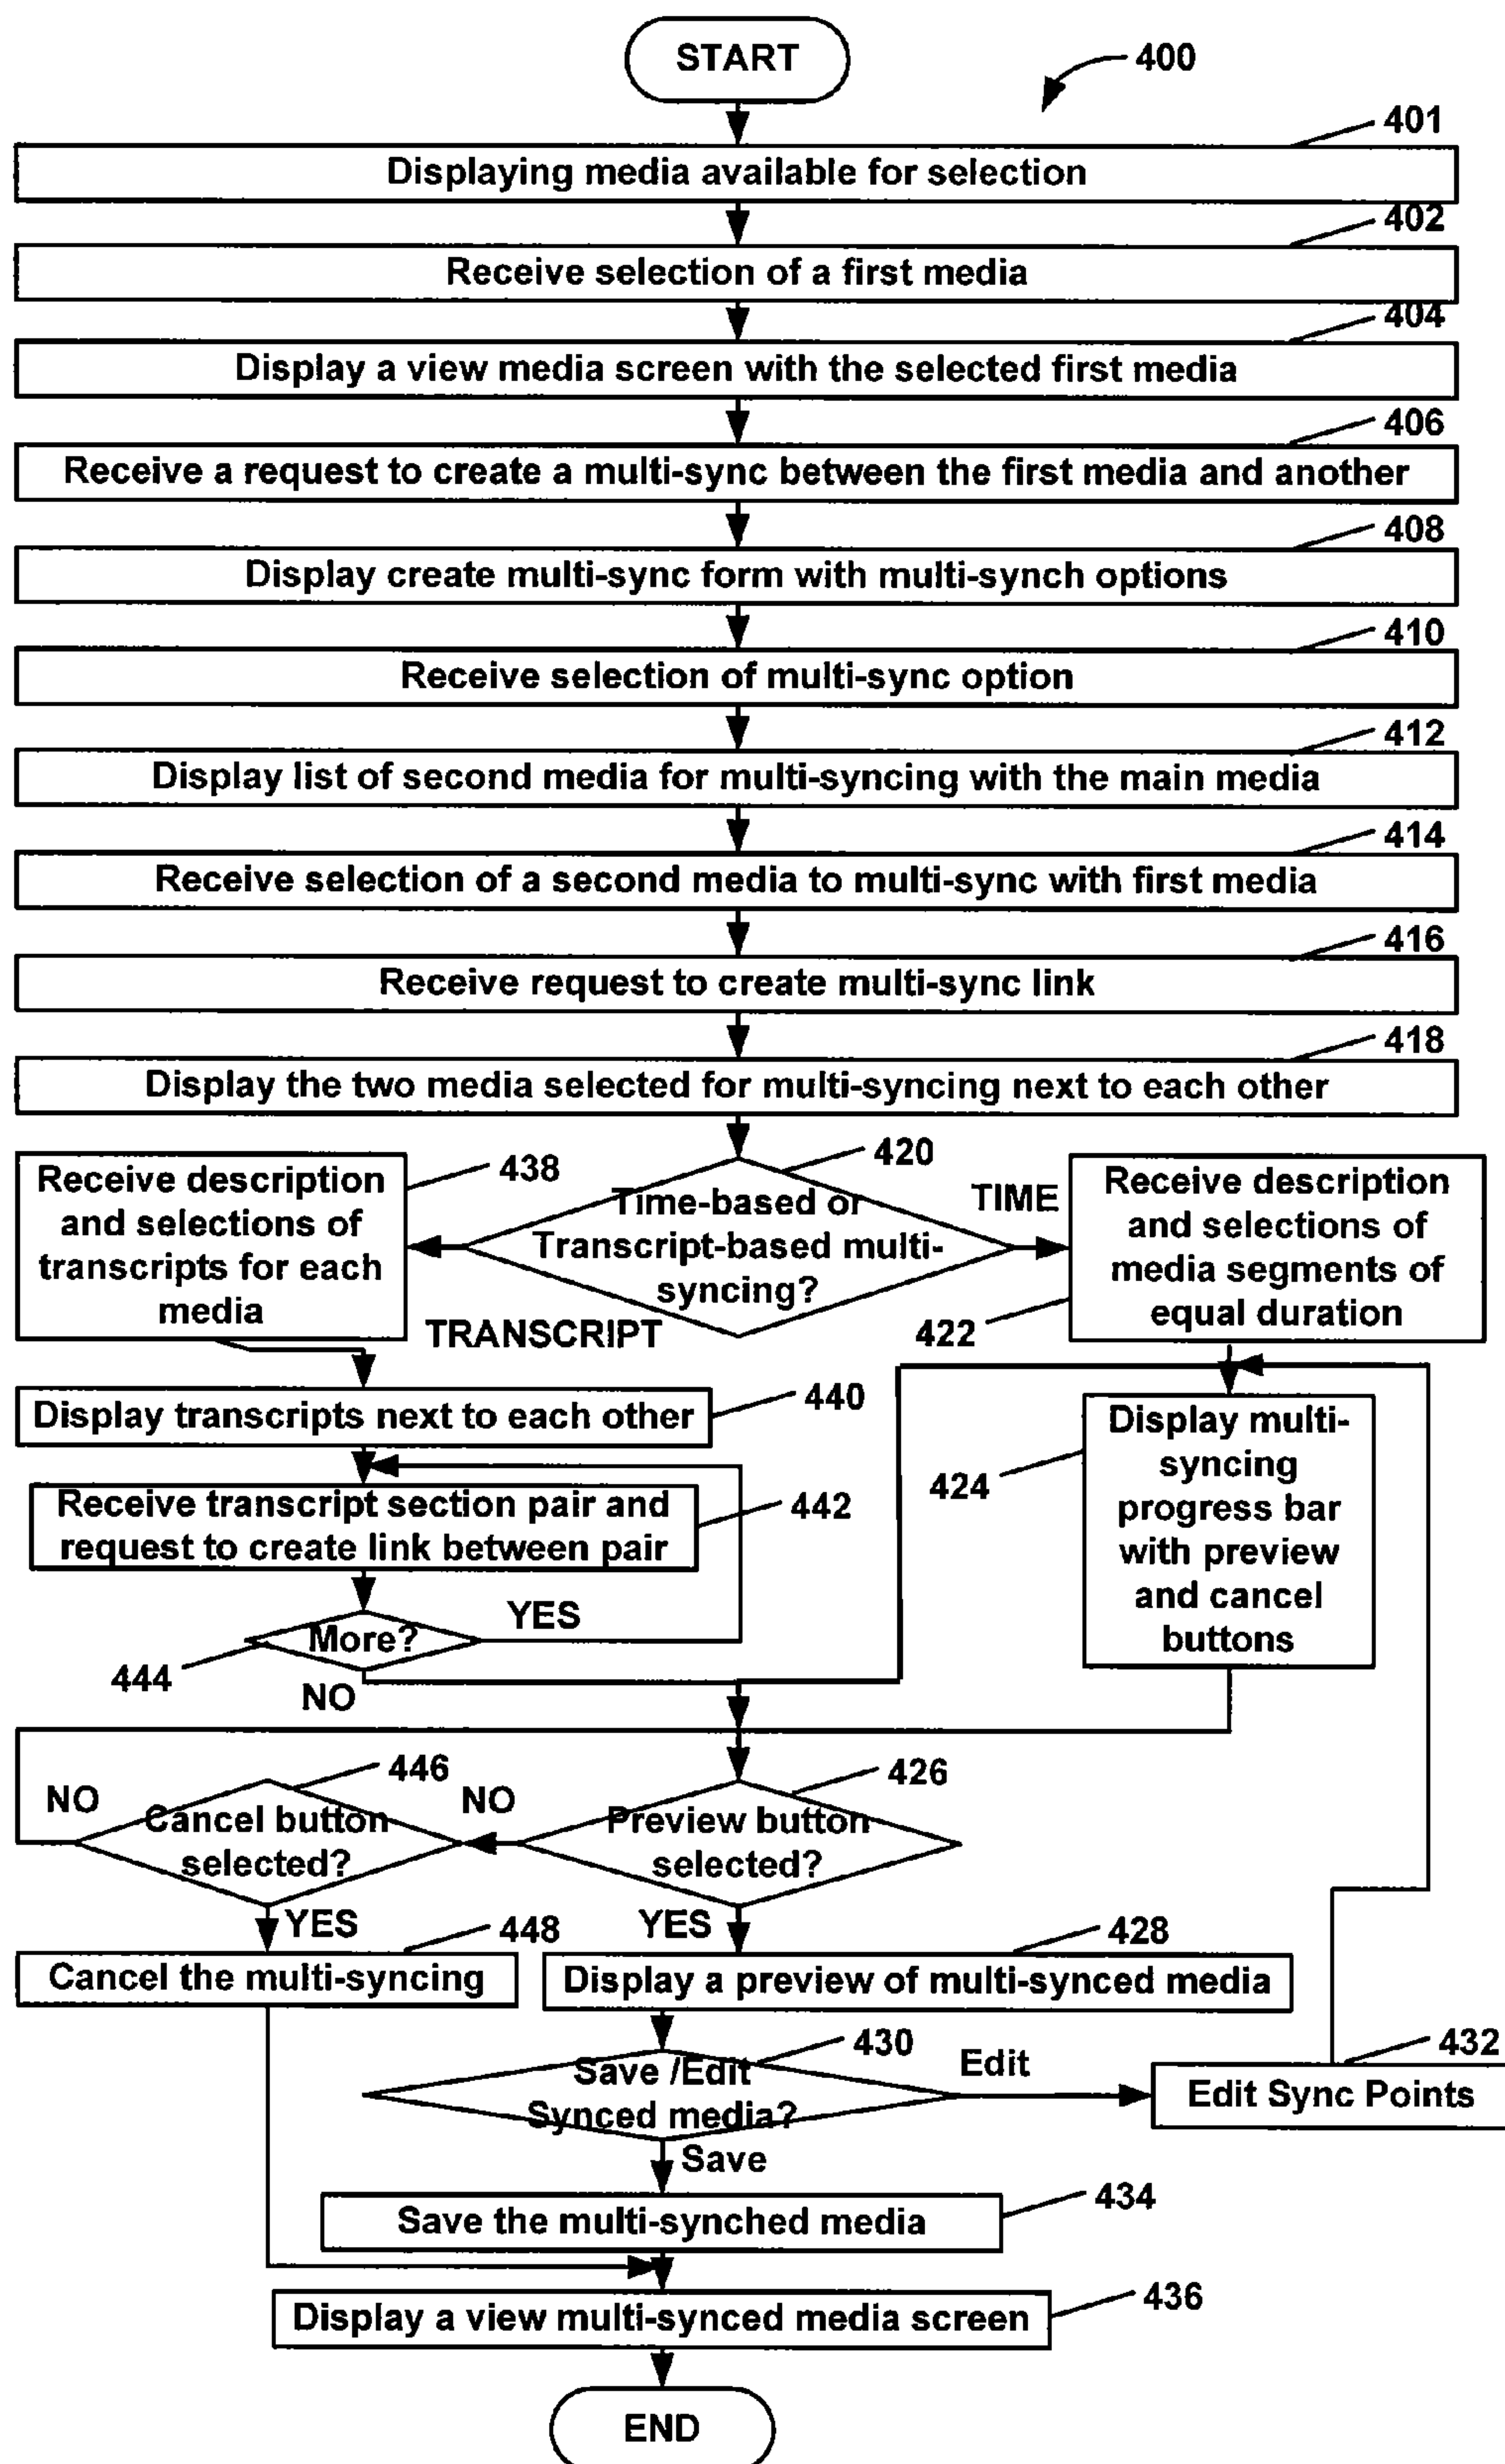 START
400
401
Displaying media available for selection
402
Receive selection of a first media
404
Display a view media screen with the selected first media
406
Receive a request to create a multi-sync between the first media and another
408
Display create multi-sync form with multi-synch options
410
Receive selection of multi-sync option
412
Display list of second media for multi-syncing with the main media
414
Receive selection of a second media to multi-sync with first media
416
Receive request to create multi-sync link
418
Display the two media selected for multi-syncing next to each other
420
Time-based or
Transcript-based multi-
syncing?
TIME
TRANSCRIPT
Receive description
and selections of
media segments of
equal duration
422
438
Receive description
and selections of
transcripts for each
media
Display transcripts next to each other
440
Receive transcript section pair and
request to create link between pair
442
More?
YES
444
NO
Display multi-
syncing
progress bar
with preview
and cancel
buttons
424
446
Cancel button
selected?
NO
NO
426
Preview button
selected?
YES
448
Cancel the multi-syncing
YES
428
Display a preview of multi-synced media
430
Save /Edit
Synced media?
Edit
432
Edit Sync Points
Save
434
Save the multi-synched media
436
Display a view multi-synced media screen
END